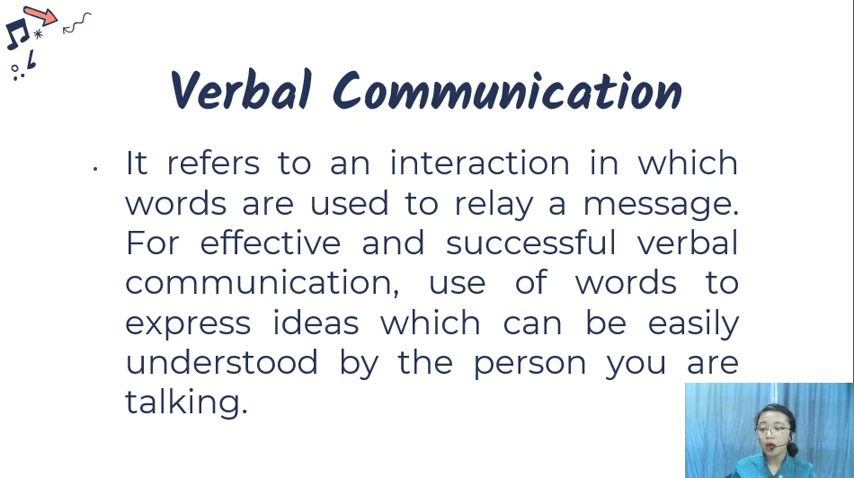 Verbal Communication
• It refers to an interaction in which
words are used to relay a message.
For effective and successful verbal
communication, use of words to
express ideas which can be easily
understood by the person you are
talking.